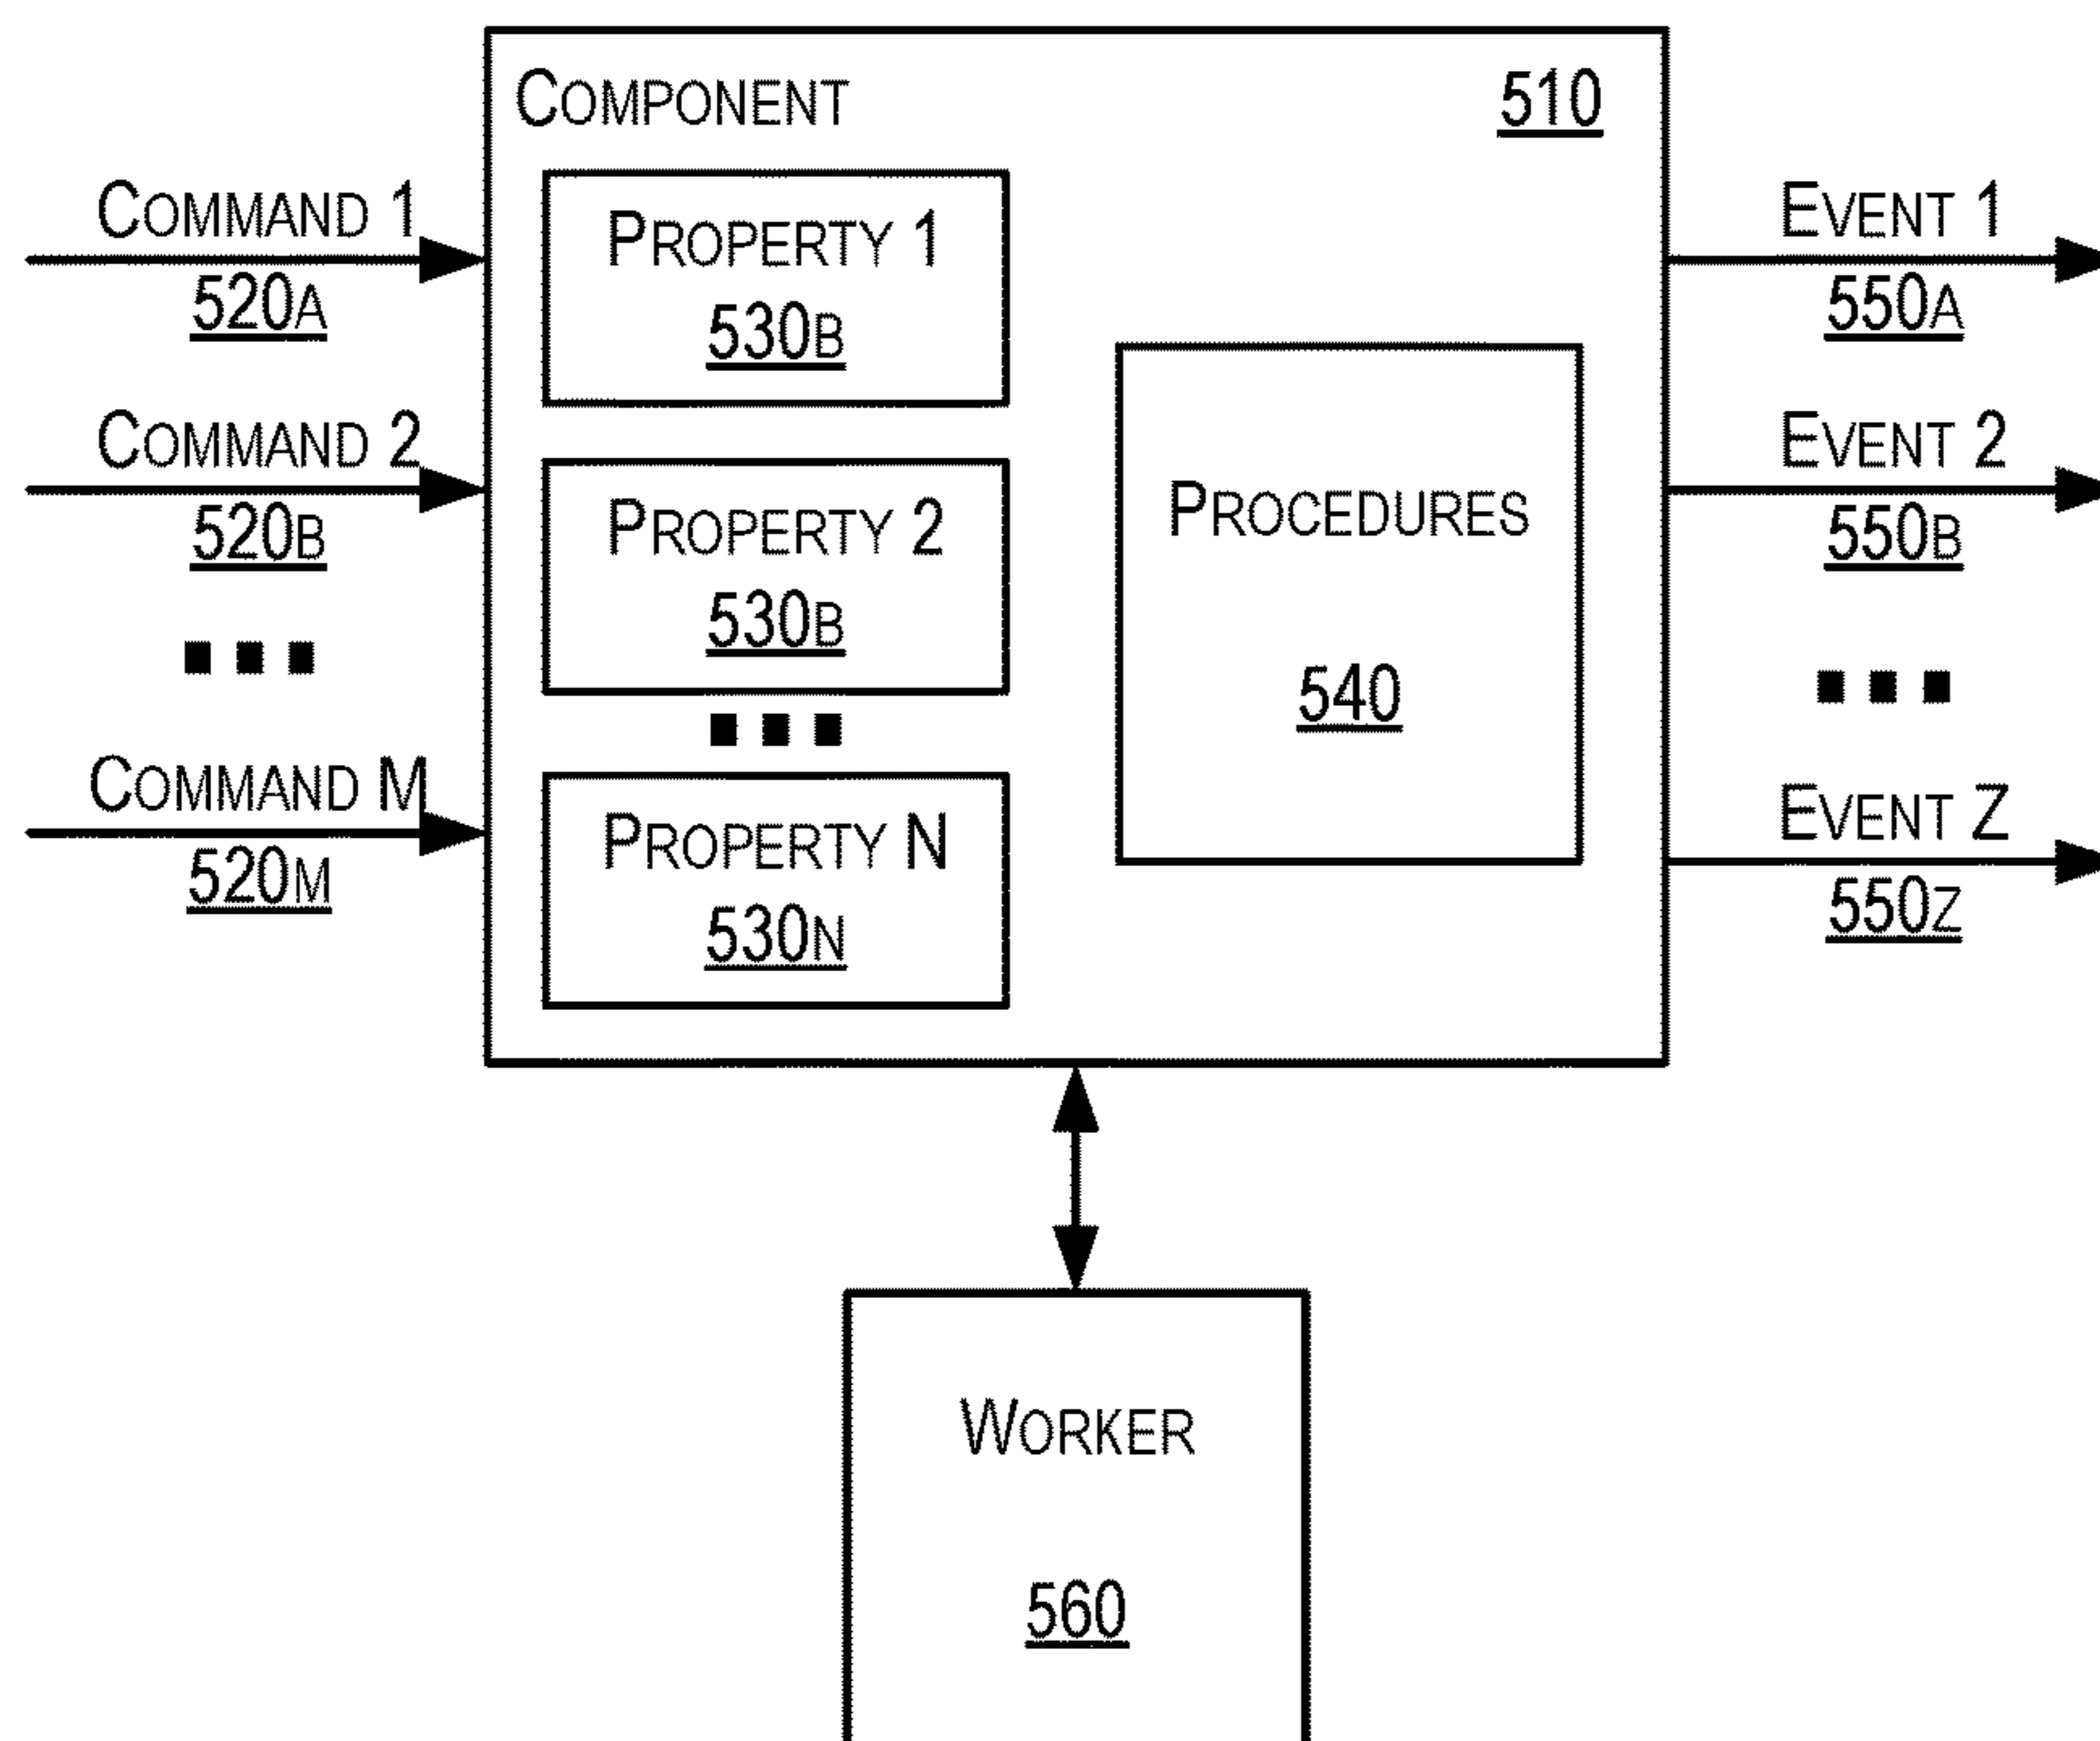 COMPONENT
510
COMMAND 1
520A
COMMAND 2
520B
COMMAND M
520M
PROPERTY 1
530B
PROPERTY 2
530B
PROPERTY N
530N
PROCEDURES
540
EVENT 1
550A
EVENT 2
550B
EVENT Z
550Z
WORKER
560